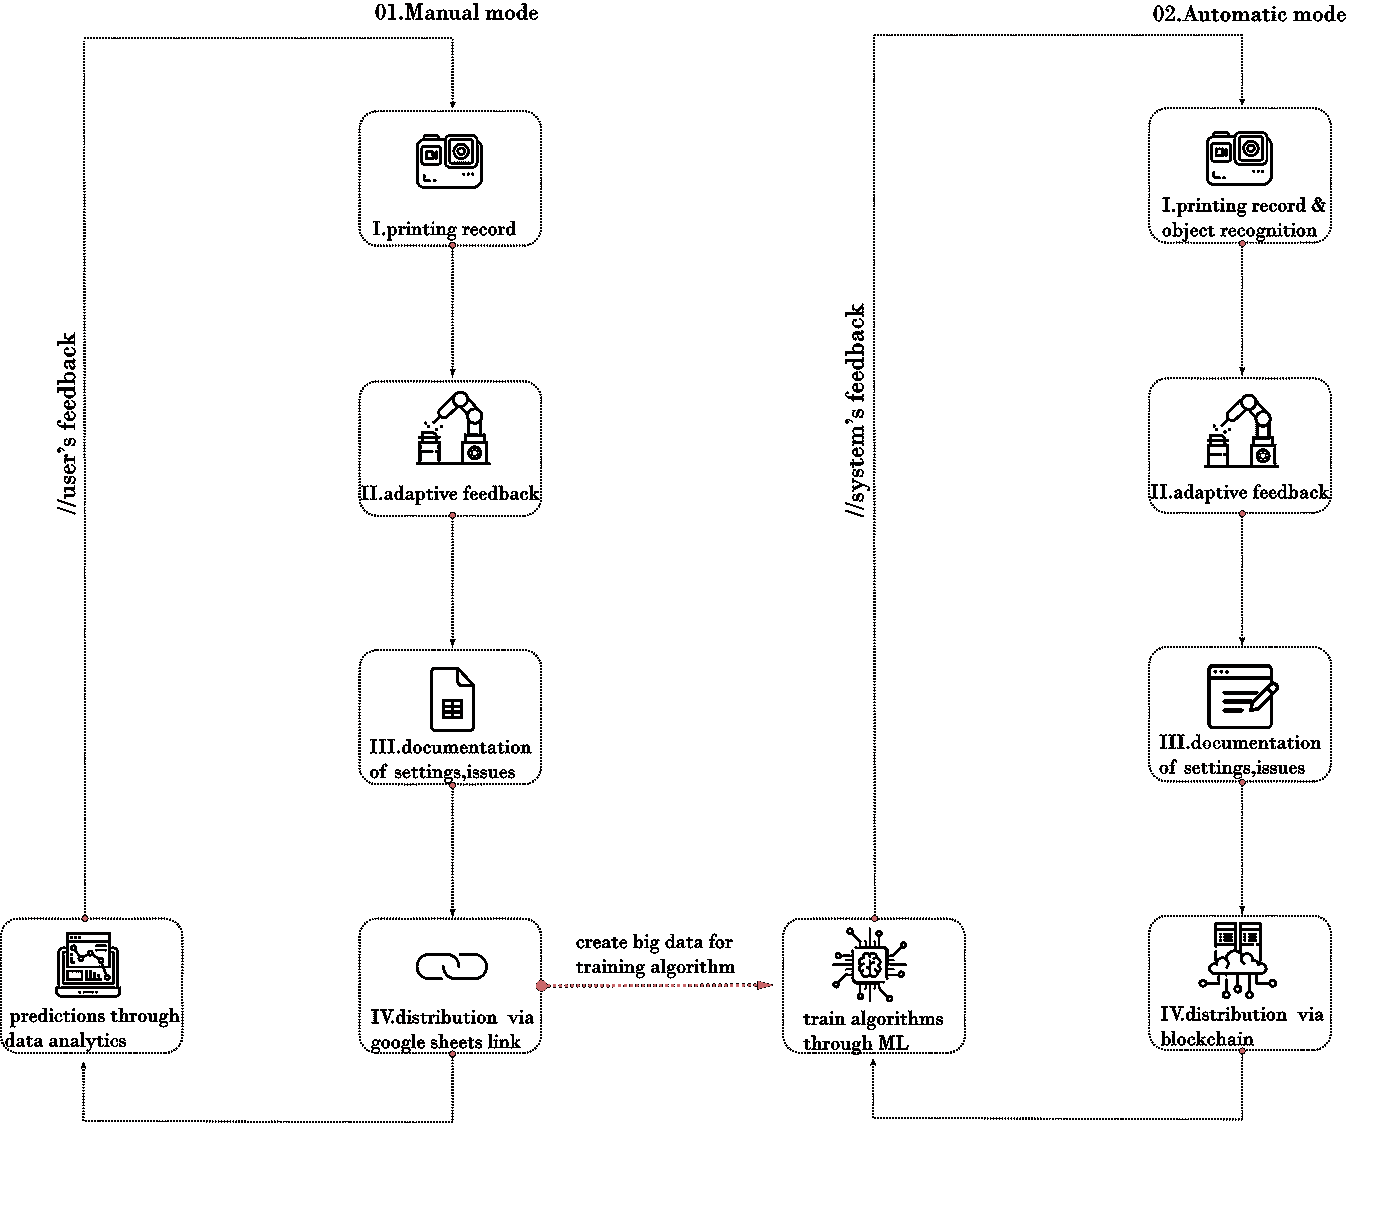 01.Manual mode
I.printing record
II.adaptive feedback
III.documentation
of settings,issues
IV.distribution via
google sheets link
predictions through
data analytics
//user's feedback
create big data for
training algorithm
02.Automatic mode
I.printing record &
object recognition
II.adaptive feedback
III.documentation
of settings,issues
IV.distribution via
blockchain
train algorithms
through ML
//system's feedback